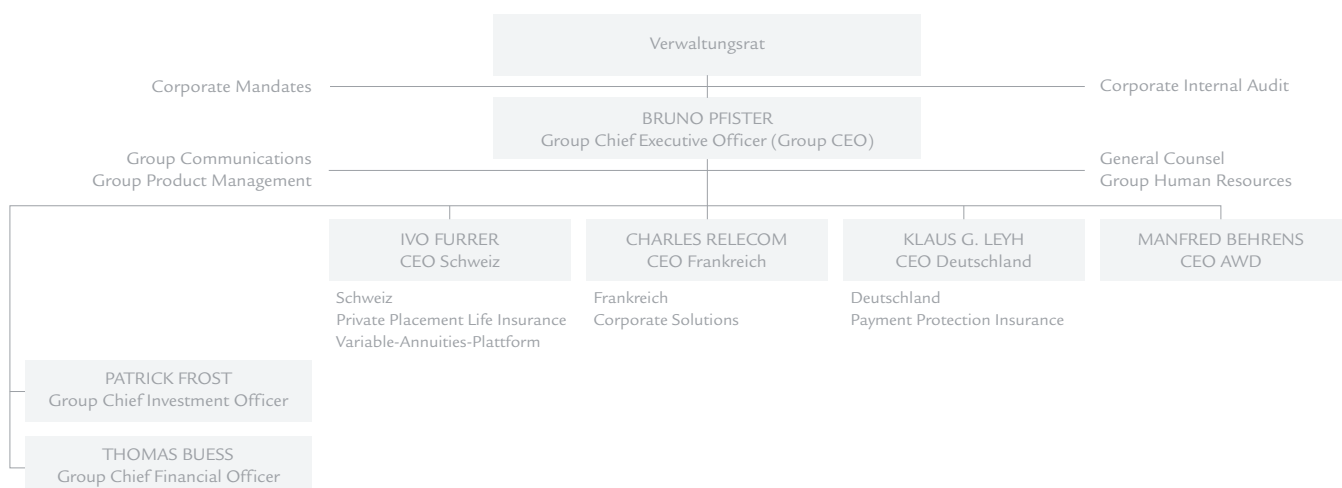 Verwaltungsrat
Corporate Mandates
Corporate Internal Audit
BRUNO PFISTER
Group Chief Executive Officer (Group CEO)
Group Communications
Group Product Management
General Counsel
Group Human Resources
IVO FURRER
CEO Schweiz
CHARLES RELECOM
CEO Frankreich
KLAUS G. LEYH
CEO Deutschland
MANFRED BEHRENS
CEO AWD
Schweiz
Private Placement Life Insurance
Variable-Annuities-Plattform
Frankreich
Corporate Solutions
Deutschland
Payment Protection Insurance
PATRICK FROST
Group Chief Investment Officer
THOMAS BUESS
Group Chief Financial Officer